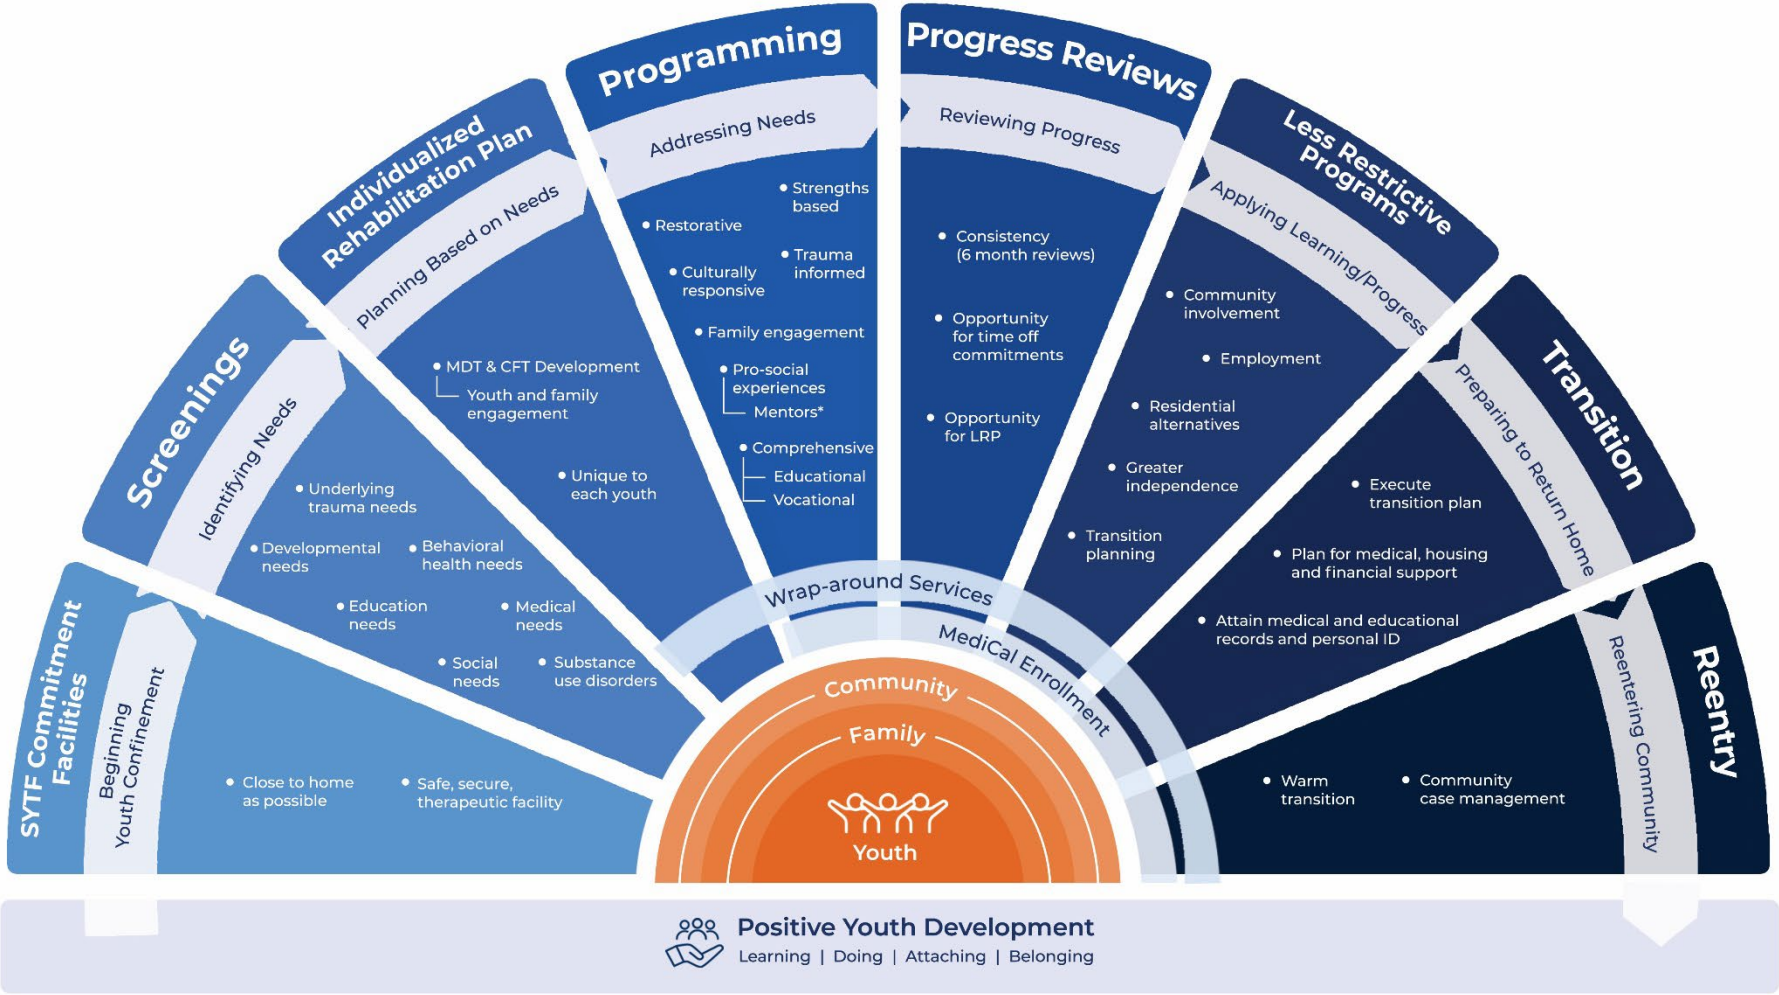 SYTF Commitment
Facilities
Beginning
Youth Confinement
Close to home
as possible
Safe, secure,
therapeutic facility
Screenings
Identifying Needs
Underlying
trauma needs
Developmental
needs
Behavioral
health needs
Education
needs
Medical
needs
Social
needs
Substance
use disorders
Individualized
Rehabilitation Plan
Planning Based on Needs
MDT & CFT Development
Youth and family
engagement
Unique to
each youth
Programming
Addressing Needs
Strengths
based
Restorative
Trauma
informed
Culturally
responsive
Family engagement
Pro-social
experiences
Mentors*
Comprehensive
Educational
Vocational
Progress Reviews
Reviewing Progress
Consistency
(6 month reviews)
Opportunity
for time off
commitments
Opportunity
for LRP
Less Restrictive
Programs
Applying Learning/Progress
Community
involvement
Employment
Residential
alternatives
Greater
independence
Transition
planning
Transition
Preparing to Return Home
Execute
transition plan
Plan for medical, housing
and financial support
Attain medical and educational
records and personal ID
Reentry
Reentering Community
Warm
transition
Community
case management
Wrap-around Services
MediCal Enrollment
Community
Family
Youth
Positive Youth Development
Learning | Doing | Attaching | Belonging